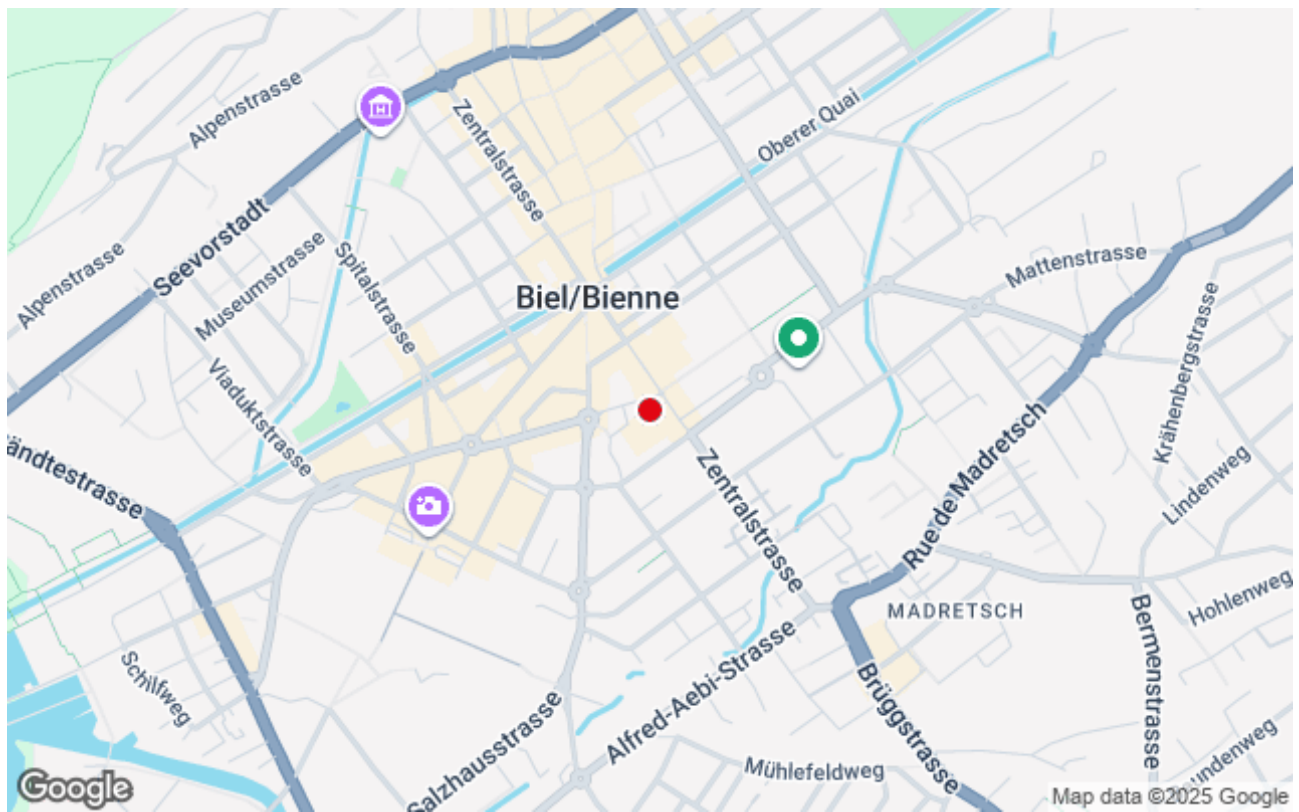 Alpenstrasse
Zentralstrasse
Oberer Quai
Seevorstadt
Museumstrasse
Spitalstrasse
Alpenstrasse
Biel/Bienne
Mattenstrasse
Krähenbergstrasse
Viaduktstrasse
ändtestrasse
Rue de Madretsch
Lindenweg
Zentralstrasse
MADRETSCH
Hohlenweg
Bermenstrasse
Schilfweg
Alfred-Aebi-Strasse
Brüggstrasse
Salzhausstrasse
Mühlefeldweg
undenweg
Google
Map data ©2025 Google